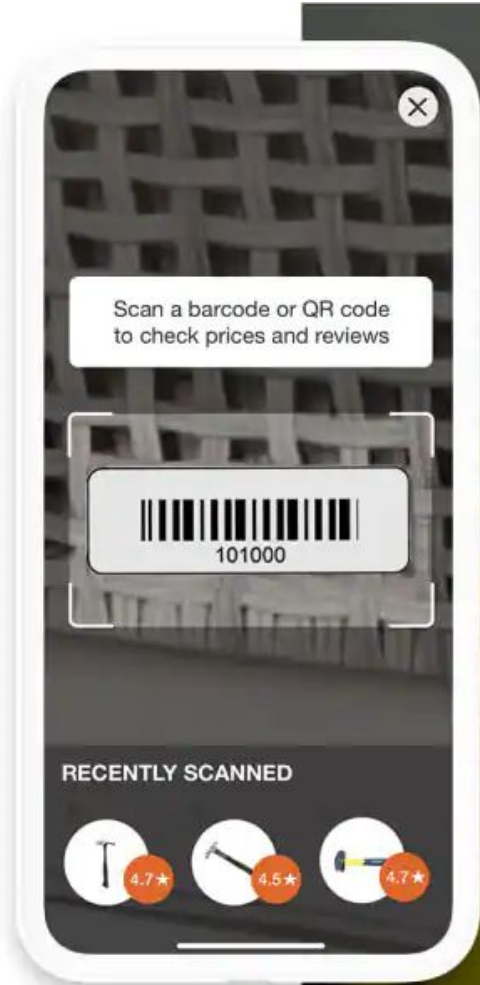 Scan a barcode or QR code
to check prices and reviews
101000
RECENTLY SCANNED
4.7★ 4.5★ 4.7★